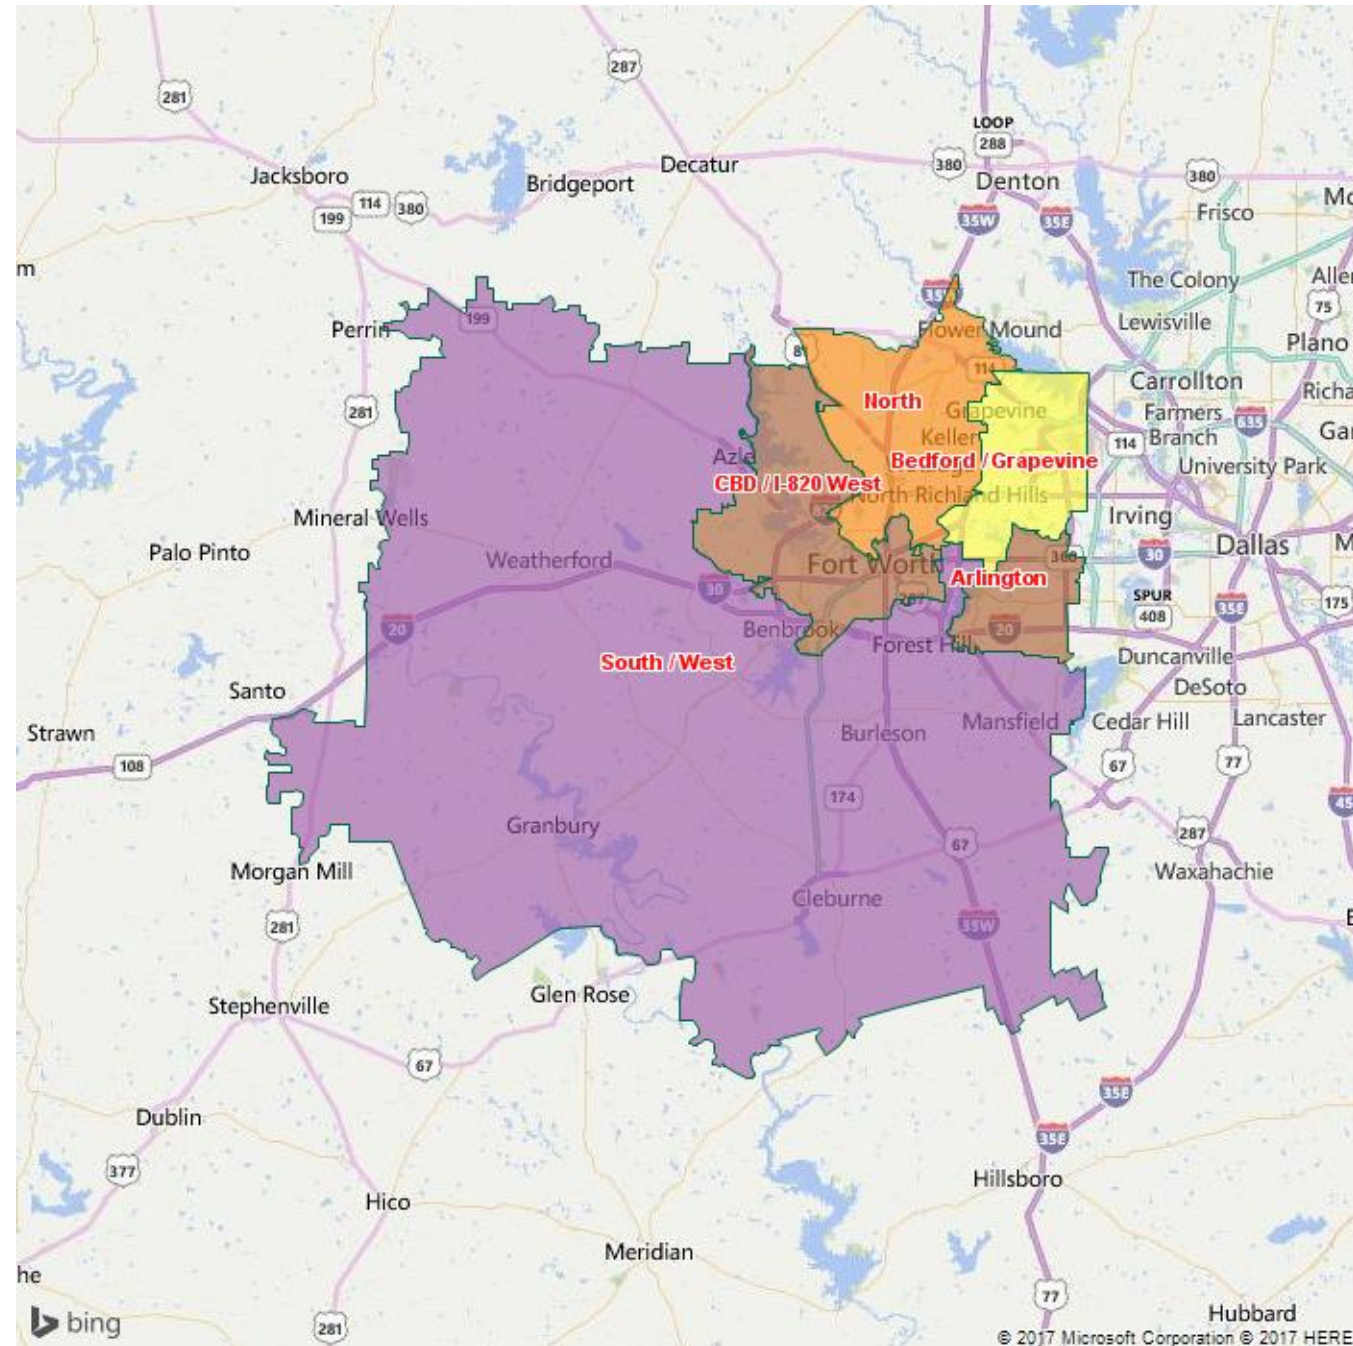 287
281
LOOP
288
Decatur
380
380
Jacksboro
Bridgeport
Denton
199
114
380
Frisco
35W
35E
m
The Colony
Perrin
199
Flower Mound
Lewisville
75
Plano
114
281
North
Grapevine
Carrollton
Farmers
Branch
635
Keller
114
Azle
Bedford / Grapevine
University Park
CBD / I-820 West
North Richland Hills
Mineral Wells
Irving
Palo Pinto
Weatherford
Fort Worth
360
30
Dallas
30
Arlington
287
SPUR
408
35E
175
20
Benbrook
Forest Hill
20
South / West
Duncanville
Santo
DeSoto
Strawn
Burleson
Mansfield
Cedar Hill
Lancaster
108
67
77
174
45
Granbury
67
287
Morgan Mill
Waxahachie
Cleburne
281
35W
Stephenville
Glen Rose
67
35E
Dublin
35E
377
Hillsboro
Hico
Meridian
he
77
bing
281
Hubbard
© 2017 Microsoft Corporation © 2017 HERE